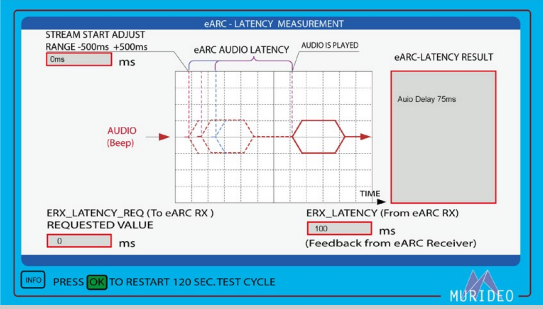 eARC - LATENCY MEASUREMENT
STREAM START ADJUST
RANGE -500ms +500ms
0ms
ms
eARC AUDIO LATENCY
AUDIO IS PLAYED
eARC-LATENCY RESULT
Auio Delay 75ms
AUDIO
(Beep)
TIME
ERX_LATENCY_REQ (To eARC RX )
REQUESTED VALUE
0
ms
ERX_LATENCY (From eARC RX)
100
ms
(Feedback from eARC Receiver)
INFO
PRESS OK TO RESTART 120 SEC. TEST CYCLE
MURIDEO